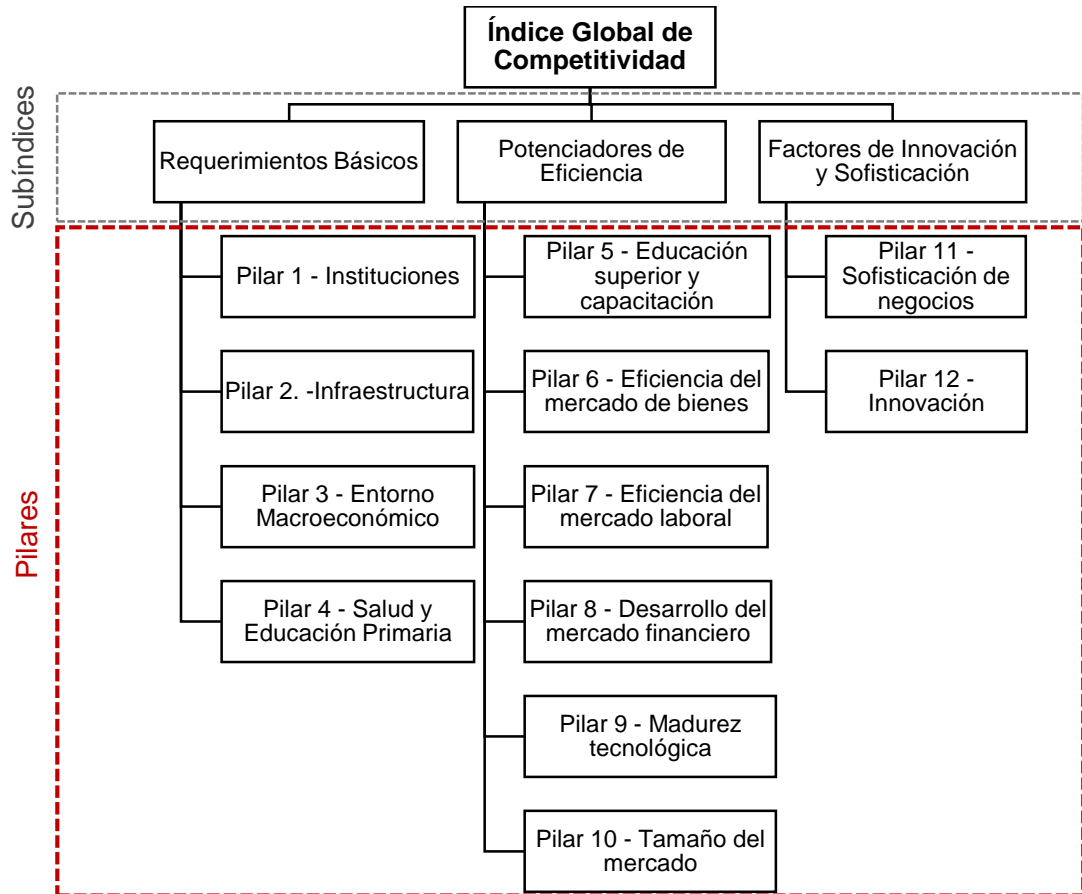 Índice Global de
Competitividad
Subíndices
Requerimientos Básicos
Potenciadores de
Eficiencia
Factores de Innovación
y Sofisticación
Pilares
Pilar 1 - Instituciones
Pilar 2. -Infraestructura
Pilar 3 - Entorno
Macroeconómico
Pilar 4 - Salud y
Educación Primaria
Pilar 5 - Educación
superior y
capacitación
Pilar 6 - Eficiencia del
mercado de bienes
Pilar 7 - Eficiencia del
mercado laboral
Pilar 8 - Desarrollo del
mercado financiero
Pilar 9 - Madurez
tecnológica
Pilar 10 - Tamaño del
mercado
Pilar 11 -
Sofisticación de
negocios
Pilar 12 -
Innovación